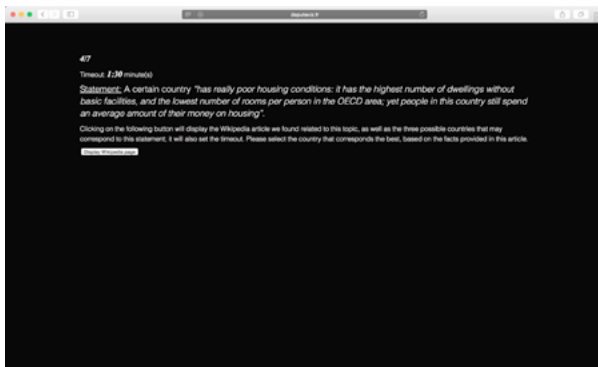 4/7
Timeout: 1:30 minute(s)
Statement: A certain country "has really poor housing conditions: it has the highest number of dwellings without
basic facilities, and the lowest number of rooms per person in the OECD area; yet people in this country still spend
an average amount of their money on housing".
Clicking on the following button will display the Wikipedia article we found related to this topic, as well as the three possible countries that may
correspond to this statement; it will also set the timeout. Please select the country that corresponds the best, based on the facts provided in this article.
Display Wikipedia page